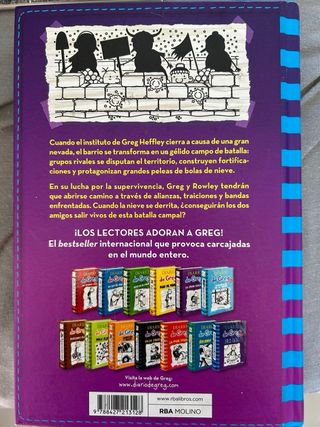 Cuando el instituto de Greg Heffley cierra a causa de una gran
nevada, el barrio se transforma en un gélido campo de batalla:
grupos rivales se disputan el territorio, construyen fortifica-
ciones y protagonizan grandes peleas de bolas de nieve.
En su lucha por la supervivencia, Greg y Rowley tendrán
que abrirse camino a través de alianzas, traiciones y bandas
enfrentadas. Cuando la nieve se derrita, ¿conseguirán los dos
amigos salir vivos de esta batalla campal?
¡LOS LECTORES ADORAN A GREG!
El bestseller internacional que provoca carcajadas
en el mundo entero.
Visita la web de Greg:
www.diariodegreg.com
www.rbalibros.com
RBA MOLINO
9 788427 213128